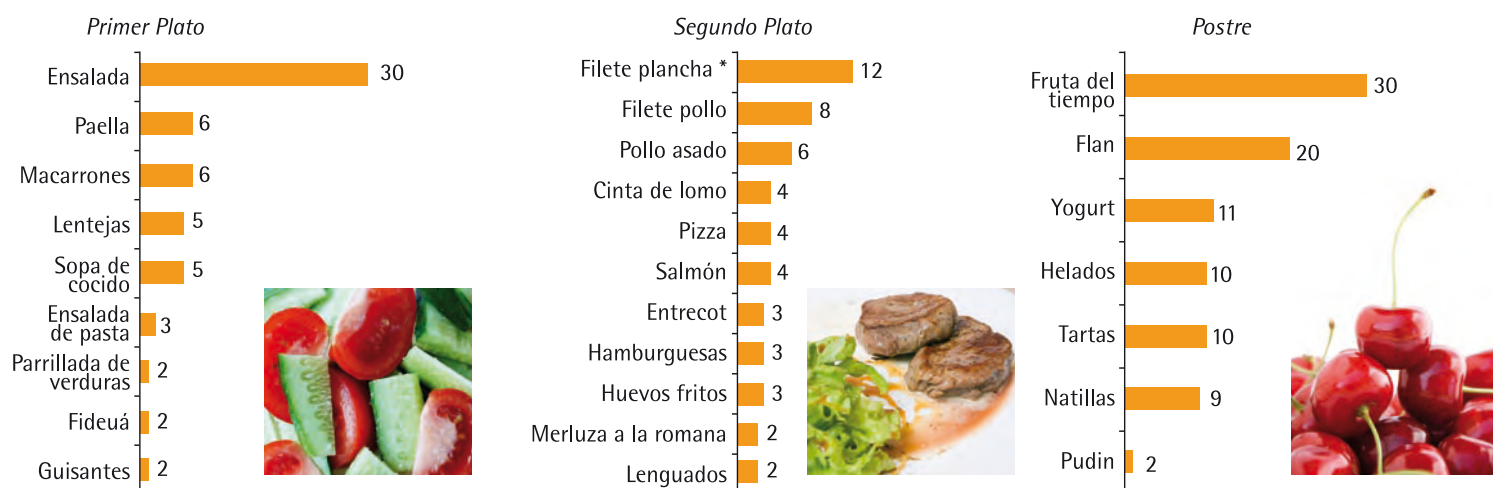 Primer Plato
Ensalada 30
Paella 6
Macarrones 6
Lentejas 5
Sopa de
cocido 5
Ensalada
de pasta 3
Parrillada de
verduras 2
Fideuá 2
Guisantes 2
Segundo Plato
Filete plancha * 12
Filete pollo 8
Pollo asado 6
Cinta de lomo 4
Pizza 4
Salmón 4
Entrecot 3
Hamburguesas 3
Huevos fritos 3
Merluza a la romana 2
Lenguados 2
Postre
Fruta del
tiempo 30
Flan 20
Yogurt 11
Helados 10
Tartas 10
Natillas 9
Pudin 2